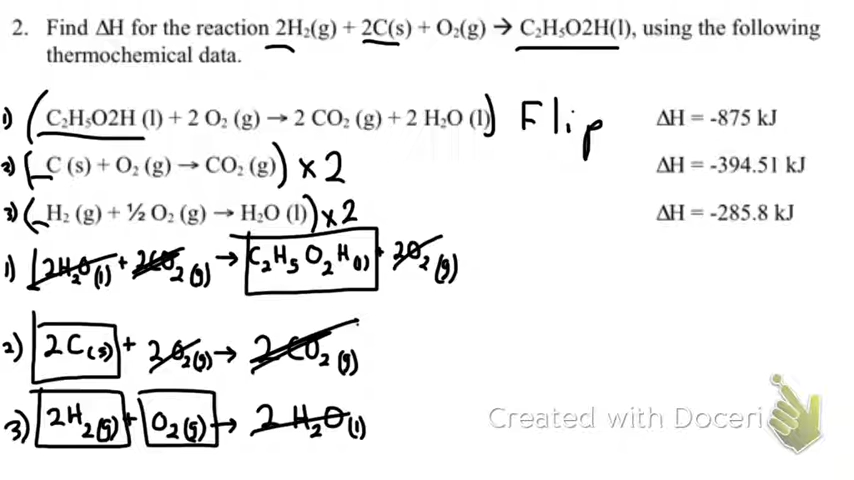 2. Find ΔH for the reaction 2H₂(g) + 2C(s) + O₂(g) → C₂H₅O2H(l), using the following
thermochemical data.
1) (C₂H₅O2H (l) + 2 O₂ (g) → 2 CO₂ (g) + 2 H₂O (l)) Flip ΔH = -875 kJ
2) (C (s) + O₂ (g) → CO₂ (g)) x 2 ΔH = -394.51 kJ
3) (H₂ (g) + ½ O₂ (g) → H₂O (l)) x 2 ΔH = -285.8 kJ
1) 2H₂O (l) + 2CO₂ (g) → C₂H₅O₂H (l) + 2O₂ (g)
2) 2C (s) + 2O₂ (g) → 2CO₂ (g)
3) 2H₂ (g) + O₂ (g) → 2H₂O (l)
Created with Doceri